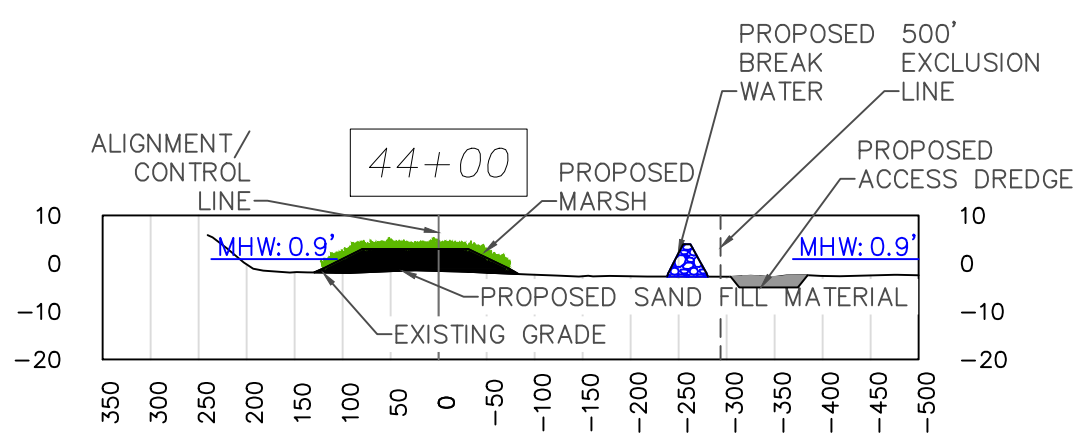 PROPOSED
BREAK
WATER
500'
EXCLUSION
LINE
ALIGNMENT/
CONTROL
LINE
44+00
PROPOSED
MARSH
PROPOSED
ACCESS DREDGE
10
0
-10
-20
MHW: 0.9'
MHW: 0.9'
10
0
-10
-20
PROPOSED SAND FILL MATERIAL
EXISTING GRADE
350
300
250
200
150
100
50
0
-50
-100
-150
-200
-250
-300
-350
-400
-450
-500